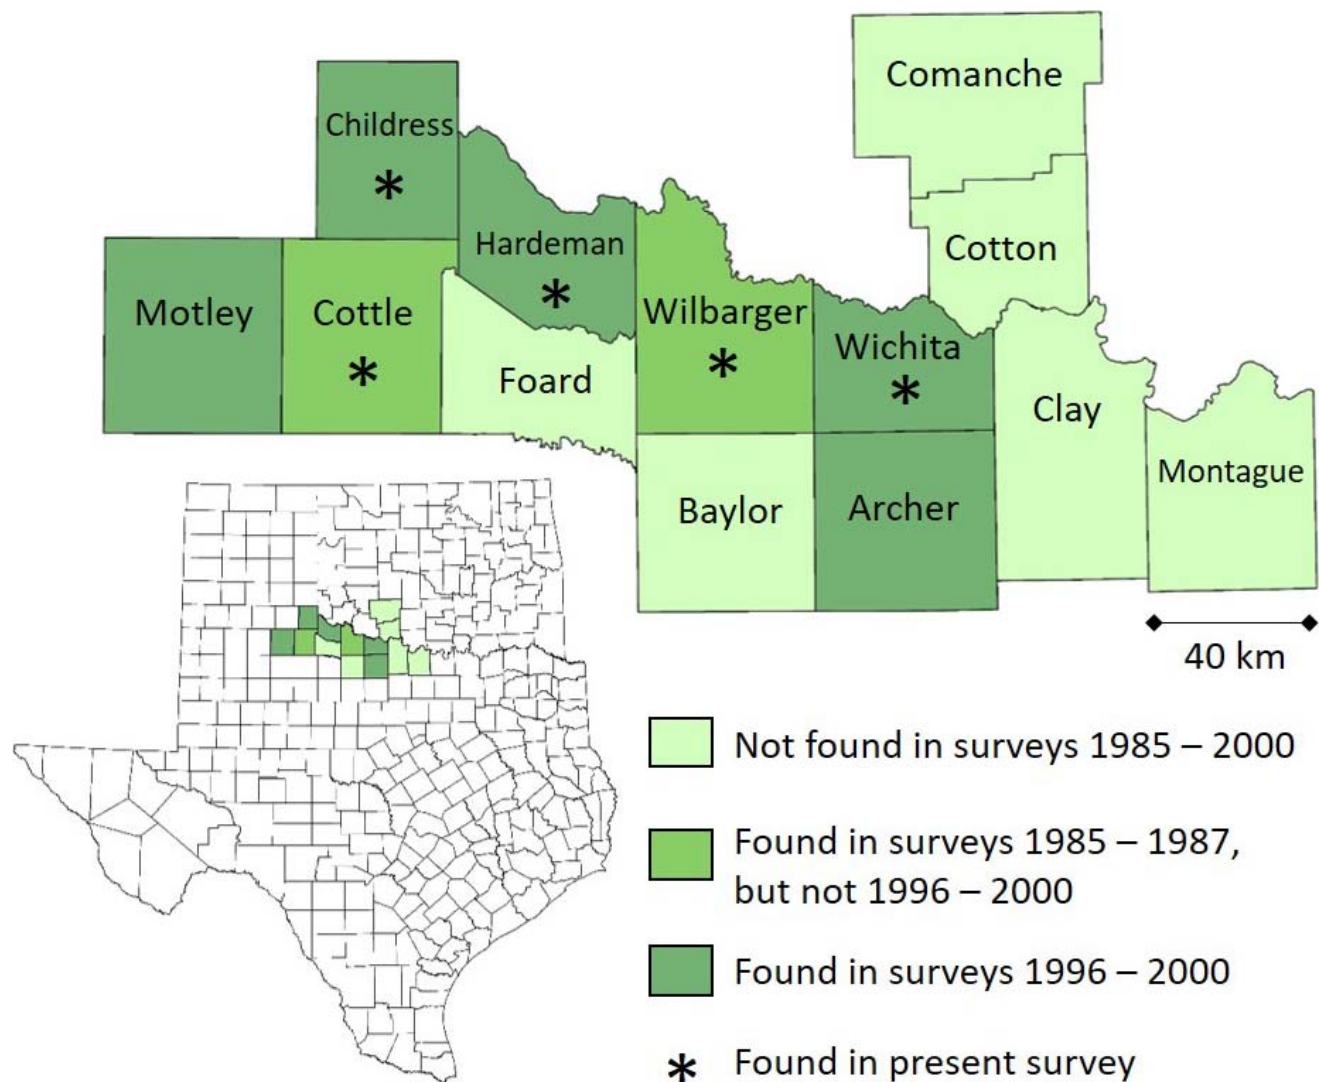 Comanche
Childress
*
Hardeman
*
Cotton
Motley
Cottle
*
Wilbarger
*
Wichita
*
Foard
Clay
Montague
Baylor
Archer
40 km
Not found in surveys 1985 – 2000
Found in surveys 1985 – 1987,
but not 1996 – 2000
Found in surveys 1996 – 2000
* Found in present survey